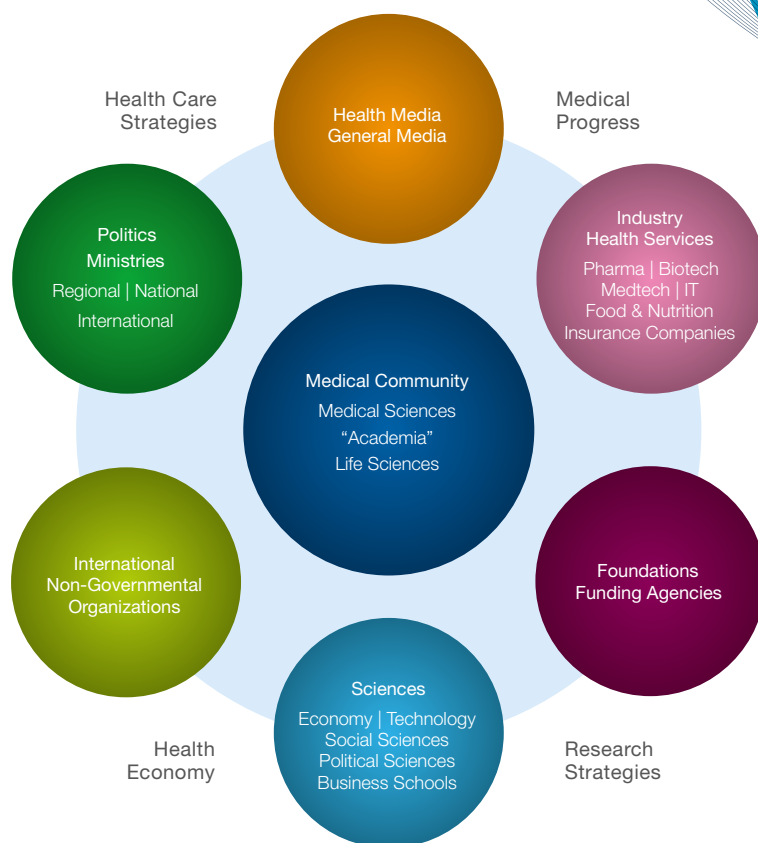 Health Care
Strategies
Health Media
General Media
Medical
Progress
Politics
Ministries
Regional | National
International
Industry
Health Services
Pharma | Biotech
Medtech | IT
Food & Nutrition
Insurance Companies
Medical Community
Medical Sciences
“Academia”
Life Sciences
International
Non-Governmental
Organizations
Foundations
Funding Agencies
Sciences
Economy | Technology
Social Sciences
Political Sciences
Business Schools
Health
Economy
Research
Strategies